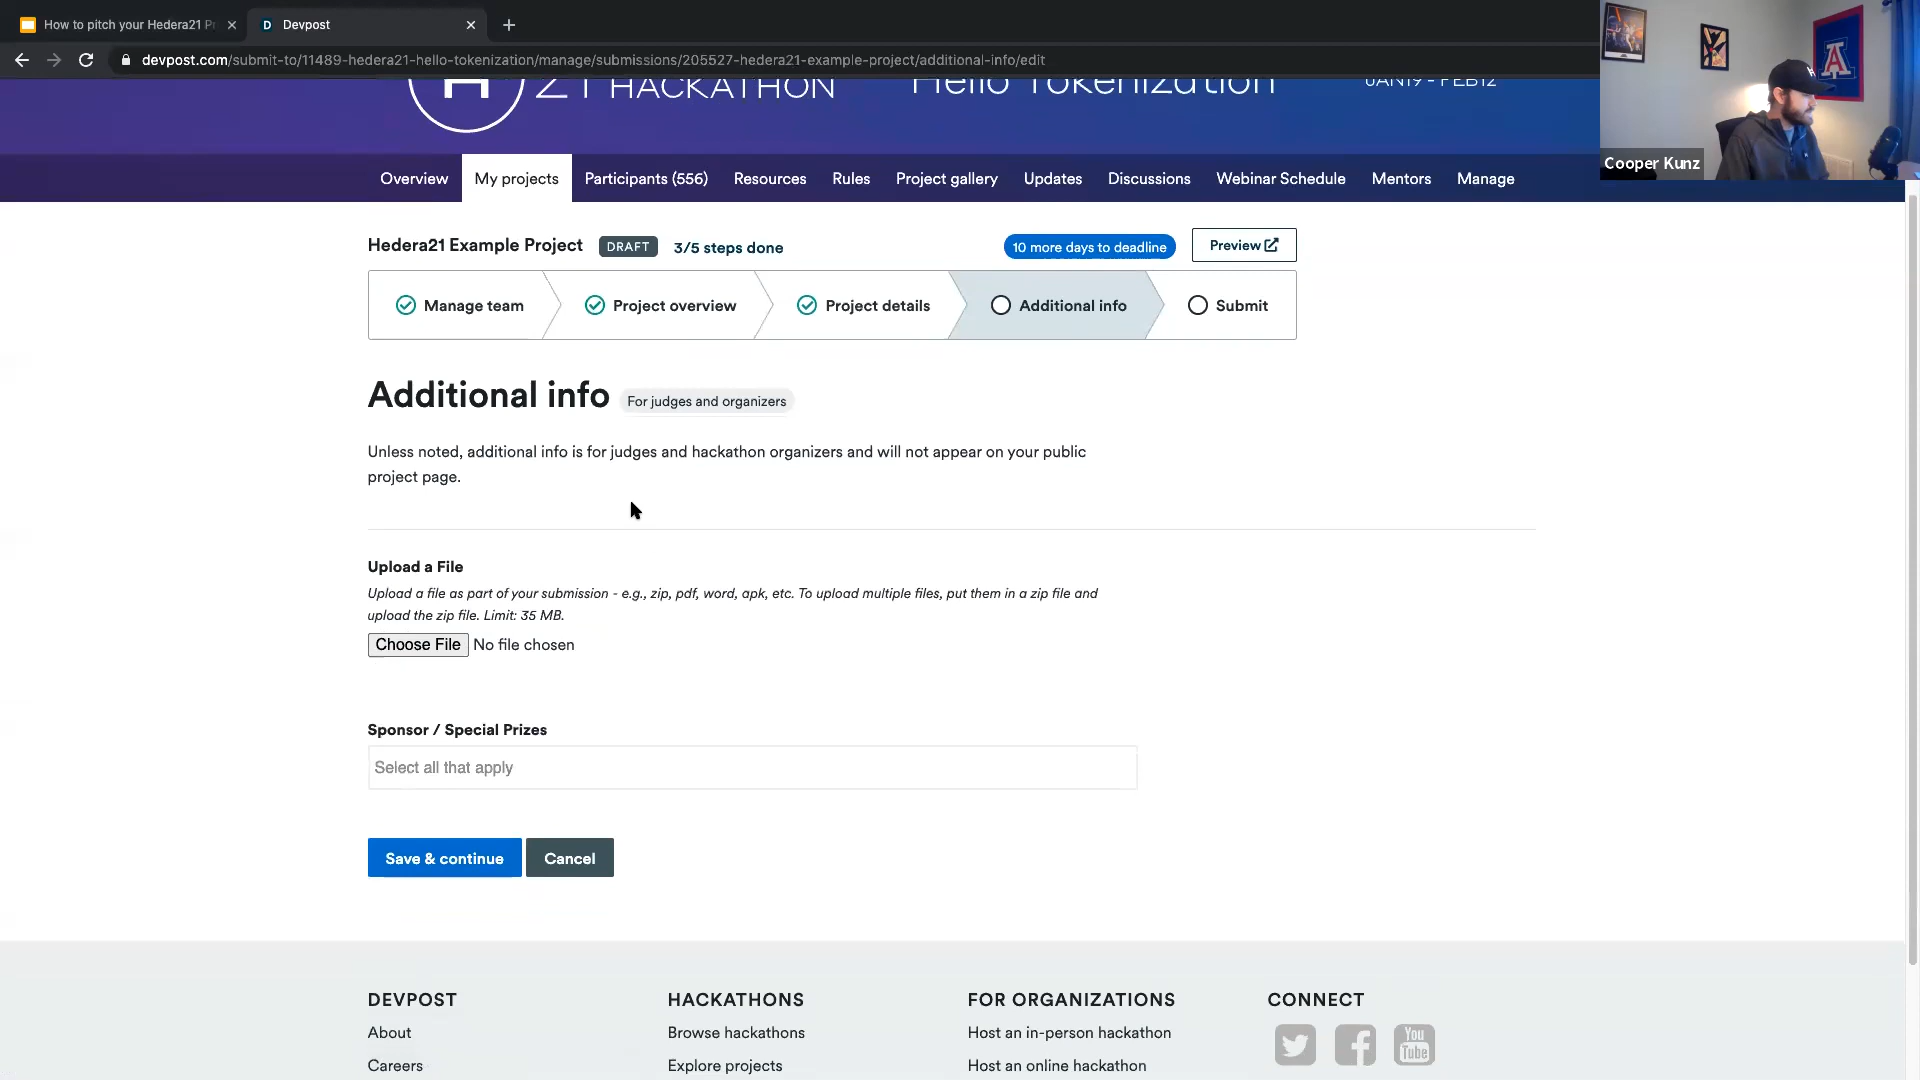 How to pitch your Hedera21 P
Devpost
devpost.com/submit-to/11489-hedera21-hello-tokenization/manage/submissions/205527-hedera21-example-project/additional-info/edit
H 21 HACKATHON Hello Tokenization JAN19 - FEB12
Cooper Kunz
Overview My projects Participants (556) Resources Rules Project gallery Updates Discussions Webinar Schedule Mentors Manage
Hedera21 Example Project DRAFT 3/5 steps done 10 more days to deadline Preview
Manage team Project overview Project details Additional info Submit
Additional info For judges and organizers
Unless noted, additional info is for judges and hackathon organizers and will not appear on your public
project page.
Upload a File
Upload a file as part of your submission - e.g., zip, pdf, word, apk, etc. To upload multiple files, put them in a zip file and
upload the zip file. Limit: 35 MB.
Choose File No file chosen
Sponsor / Special Prizes
Select all that apply
Save & continue Cancel
DEVPOST HACKATHONS FOR ORGANIZATIONS CONNECT
About Browse hackathons Host an in-person hackathon
Careers Explore projects Host an online hackathon
You
Tube